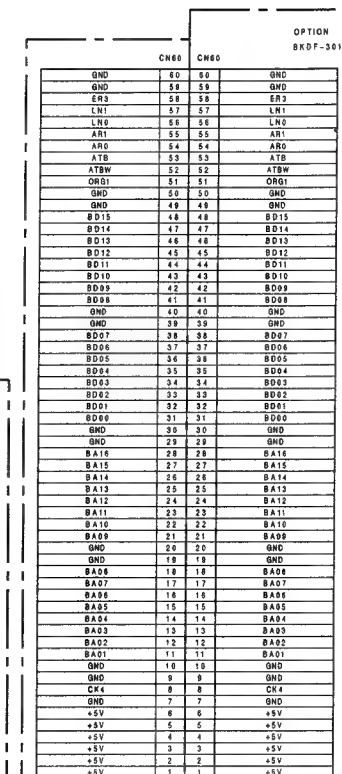 OPTION
BKDF-301
CN60 CN60
GND 60 60 GND
GND 59 59 GND
ER3 58 58 ER3
LN1 57 57 LN1
LN0 56 56 LN0
AR1 55 55 AR1
AR0 54 54 AR0
ATB 53 53 ATB
ATBW 52 52 ATBW
ORG1 51 51 ORG1
GND 50 50 GND
GND 49 49 GND
BD15 48 48 BD15
BD14 47 47 BD14
BD13 46 46 BD13
BD12 45 45 BD12
BD11 44 44 BD11
BD10 43 43 BD10
BD09 42 42 BD09
BD08 41 41 BD08
GND 40 40 GND
GND 39 39 GND
BD07 38 38 BD07
BD06 37 37 BD06
BD05 36 36 BD05
BD04 35 35 BD04
BD03 34 34 BD03
BD02 33 33 BD02
BD01 32 32 BD01
BD00 31 31 BD00
GND 30 30 GND
GND 29 29 GND
BA16 28 28 BA16
BA15 27 27 BA15
BA14 26 26 BA14
BA13 25 25 BA13
BA12 24 24 BA12
BA11 23 23 BA11
BA10 22 22 BA10
BA09 21 21 BA09
GND 20 20 GND
GND 19 19 GND
BA08 18 18 BA08
BA07 17 17 BA07
BA06 16 16 BA06
BA05 15 15 BA05
BA04 14 14 BA04
BA03 13 13 BA03
BA02 12 12 BA02
BA01 11 11 BA01
GND 10 10 GND
GND 9 9 GND
CK4 8 8 CK4
GND 7 7 GND
+5V 6 6 +5V
+5V 5 5 +5V
+5V 4 4 +5V
+5V 3 3 +5V
+5V 2 2 +5V
+5V 1 1 +5V